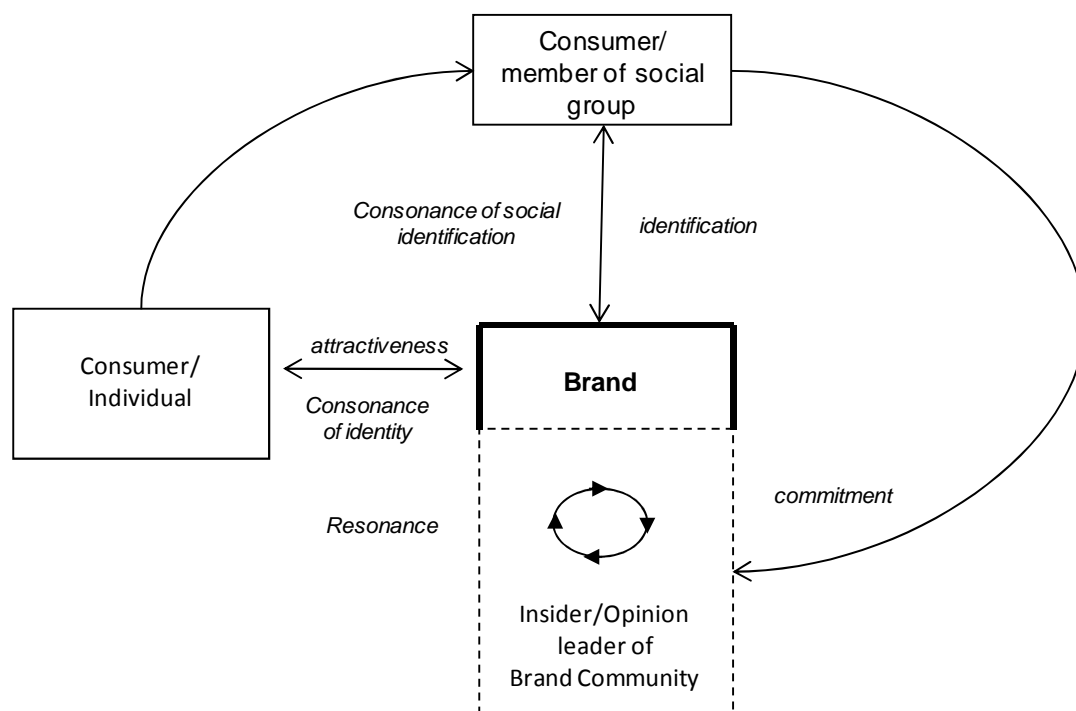 Consumer/
member of social
group
Consonance of social
identification
identification
Consumer/
Individual
attractiveness
Consonance
of identity
Brand
Resonance
commitment
Insider/Opinion
leader of
Brand Community